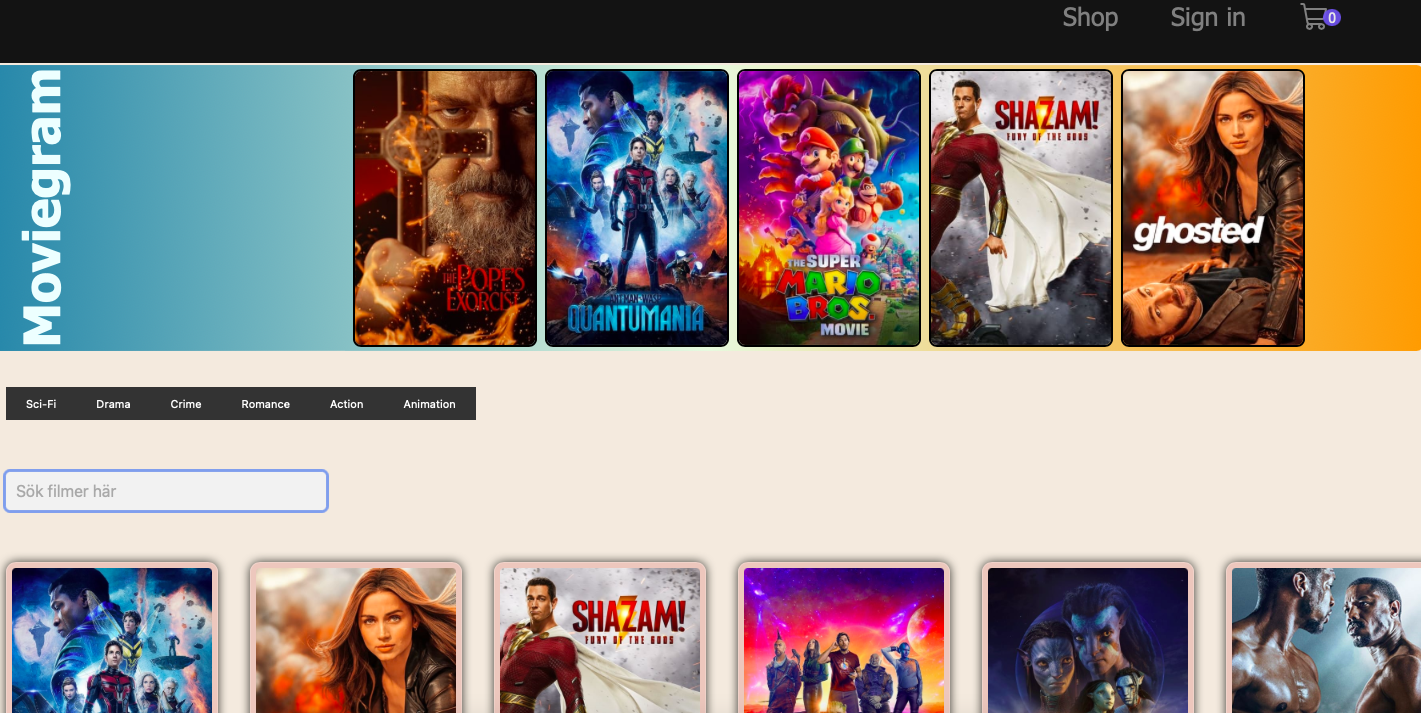 Shop
Sign in
0
Moviegram
THE POPE'S
EXORCIST
ANT-MAN AND THE WASP
QUANTUMANIA
THE SUPER
MARIO
BROS.
MOVIE
SHAZAM!
FURY OF THE GODS
ghosted
Sci-Fi
Drama
Crime
Romance
Action
Animation
Sök filmer här
SHAZAM!
FURY OF THE GODS